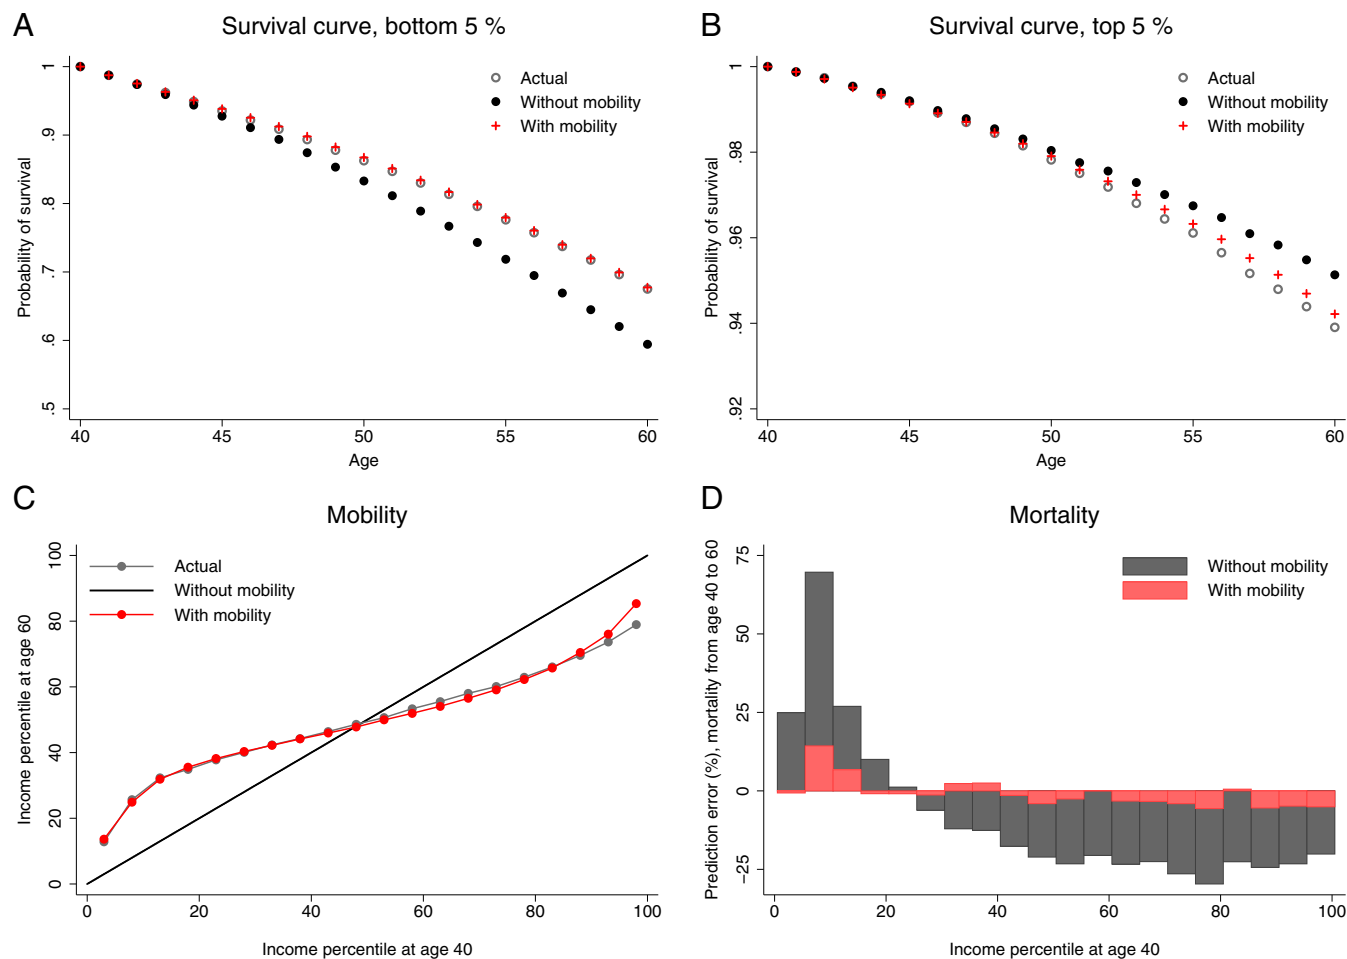 A
Survival curve, bottom 5 %
Probability of survival
1
.9
.8
.7
.6
.5
Actual
Without mobility
With mobility
40
45
50
55
60
Age
B
Survival curve, top 5 %
Probability of survival
1
.98
.96
.94
.92
Actual
Without mobility
With mobility
40
45
50
55
60
Age
C
Mobility
Income percentile at age 60
100
80
60
40
20
0
Actual
Without mobility
With mobility
0
20
40
60
80
100
Income percentile at age 40
D
Mortality
Prediction error (%), mortality from age 40 to 60
75
50
25
0
−25
Without mobility
With mobility
0
20
40
60
80
100
Income percentile at age 40